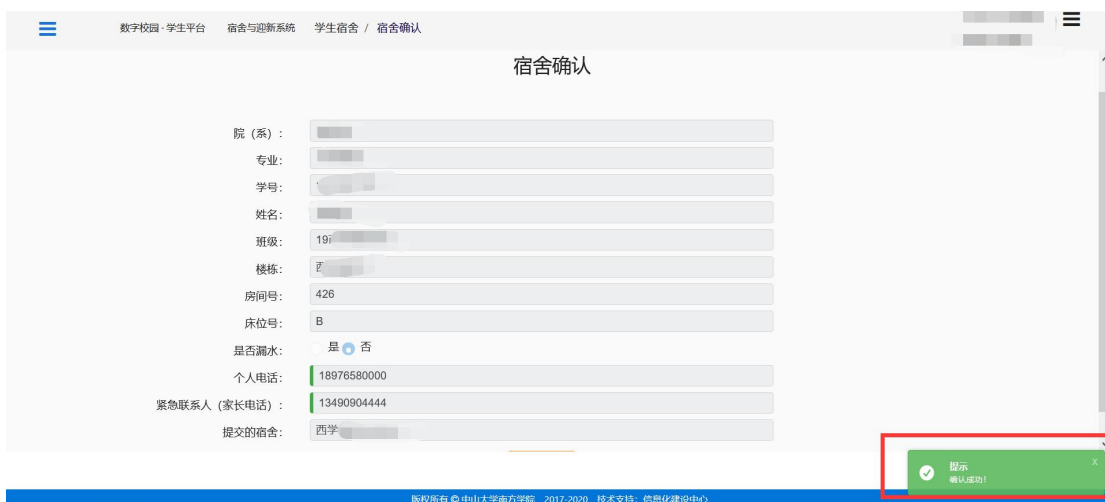 数字校园 - 学生平台 宿舍与迎新系统 学生宿舍 / 宿舍确认
宿舍确认
院（系）：
专业：
学号：
姓名：
班级： 19
楼栋： 西
房间号： 426
床位号： B
是否漏水： 是 否
个人电话： 18976580000
紧急联系人（家长电话）： 13490904444
提交的宿舍： 西学
提示 X
确认成功!
版权所有 © 中山大学南方学院 2017-2020 技术支持：信息化建设中心